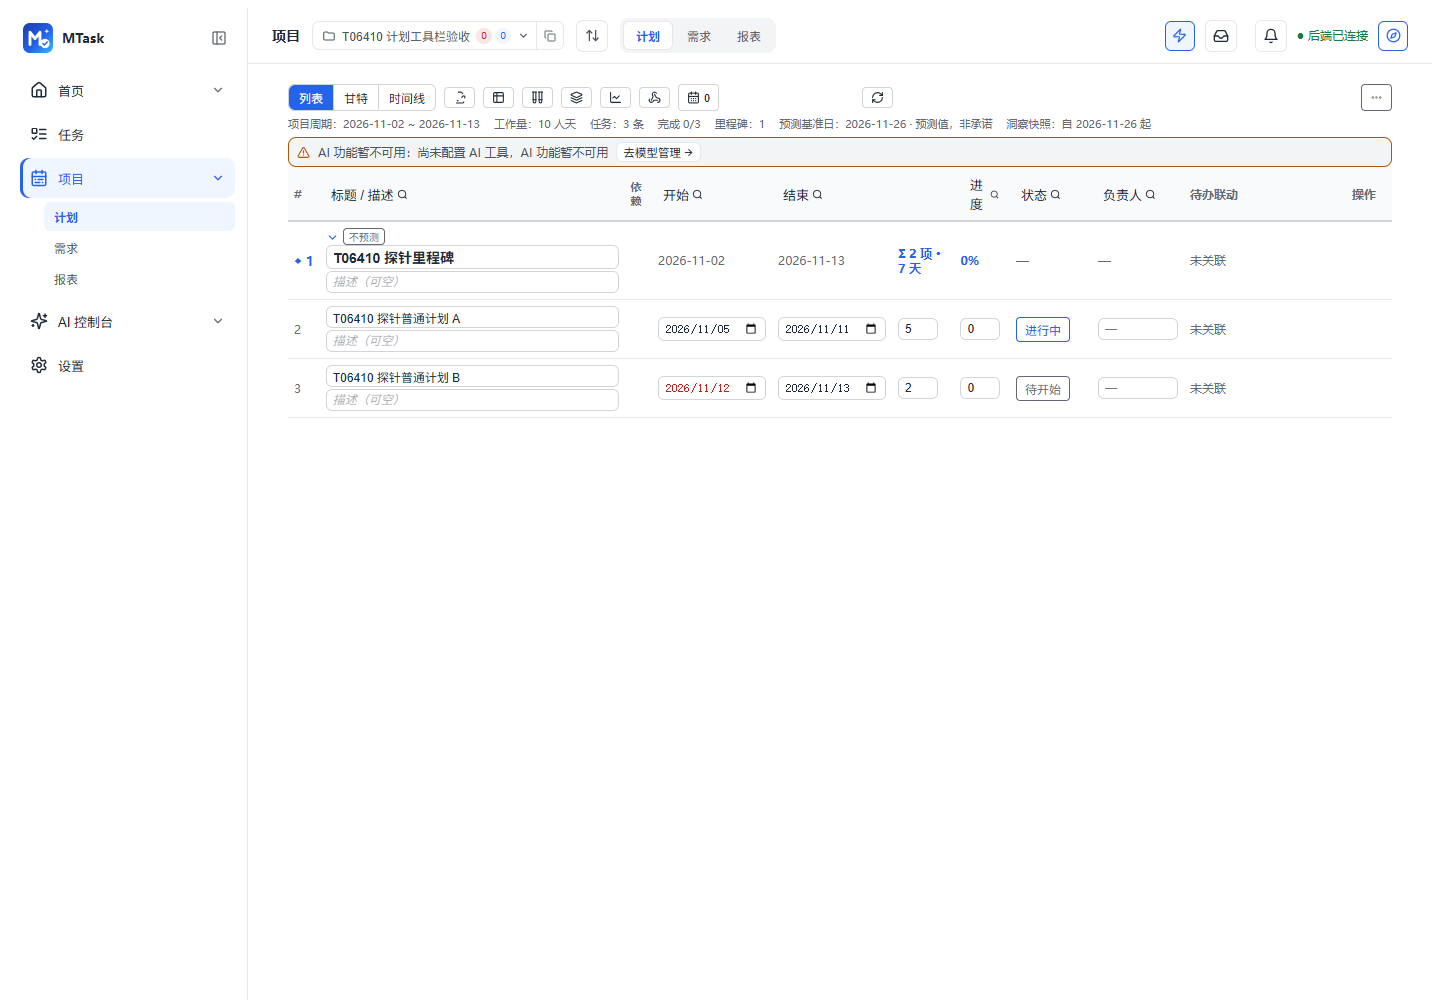 MTask
首页
任务
项目
计划
需求
报表
AI 控制台
设置
项目 T06410 计划工具栏验收 0 0 计划 需求 报表 后端已连接
列表 甘特 时间线 0
项目周期：2026-11-02 ~ 2026-11-13 工作量：10 人天 任务：3 条 完成 0/3 里程碑：1 预测基准日：2026-11-26 · 预测值，非承诺 洞察快照：自 2026-11-26 起
AI 功能暂不可用：尚未配置 AI 工具，AI 功能暂不可用 去模型管理 →
# 标题 / 描述 依赖 开始 结束 进度 状态 负责人 待办联动 操作
不预测
1 T06410 探针里程碑 2026-11-02 2026-11-13 Σ 2 项 • 7 天 0% — — 未关联
描述（可空）
2 T06410 探针普通计划 A 2026/11/05 2026/11/11 5 0 进行中 — 未关联
描述（可空）
3 T06410 探针普通计划 B 2026/11/12 2026/11/13 2 0 待开始 — 未关联
描述（可空）